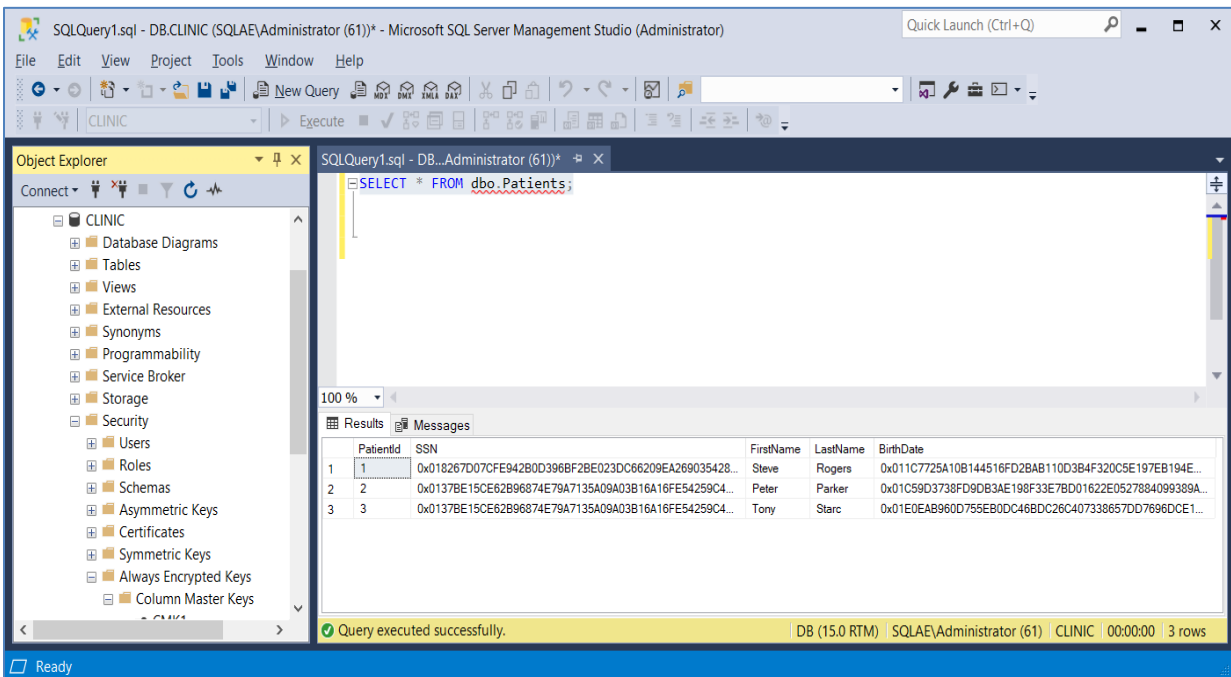 SQLQuery1.sql - DB.CLINIC (SQLAE\Administrator (61))* - Microsoft SQL Server Management Studio (Administrator)
Quick Launch (Ctrl+Q)
File Edit View Project Tools Window Help
New Query MDX DMX XMLA DAX
CLINIC Execute
Object Explorer
SQLQuery1.sql - DB...Administrator (61))*
Connect
CLINIC
Database Diagrams
Tables
Views
External Resources
Synonyms
Programmability
Service Broker
Storage
Security
Users
Roles
Schemas
Asymmetric Keys
Certificates
Symmetric Keys
Always Encrypted Keys
Column Master Keys
SELECT * FROM dbo.Patients;
100 %
Results Messages
PatientId SSN FirstName LastName BirthDate
1 1 0x018267D07CFE942B0D396BF2BE023DC66209EA269035428... Steve Rogers 0x011C7725A10B144516FD2BAB110D3B4F320C5E197EB194E...
2 2 0x0137BE15CE62B96874E79A7135A09A03B16A16FE54259C4... Peter Parker 0x01C59D3738FD9DB3AE198F33E7BD01622E0527884099389A...
3 3 0x0137BE15CE62B96874E79A7135A09A03B16A16FE54259C4... Tony Starc 0x01E0EAB960D755EB0DC46BDC26C407338657DD7696DCE1...
Query executed successfully.
DB (15.0 RTM) SQLAE\Administrator (61) CLINIC 00:00:00 3 rows
Ready